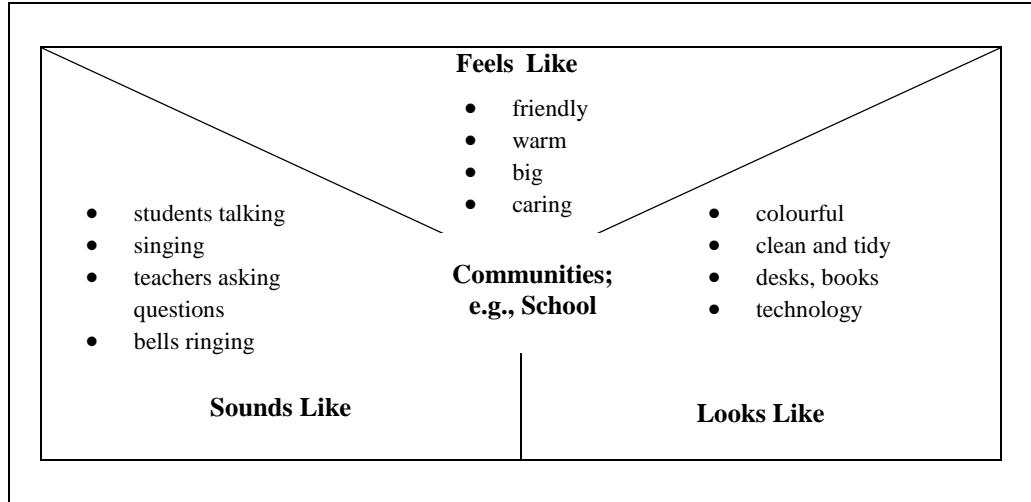 Feels Like
• friendly
• warm
• big
• caring
• students talking
• singing
• teachers asking
questions
• bells ringing
Communities;
e.g., School
• colourful
• clean and tidy
• desks, books
• technology
Sounds Like
Looks Like